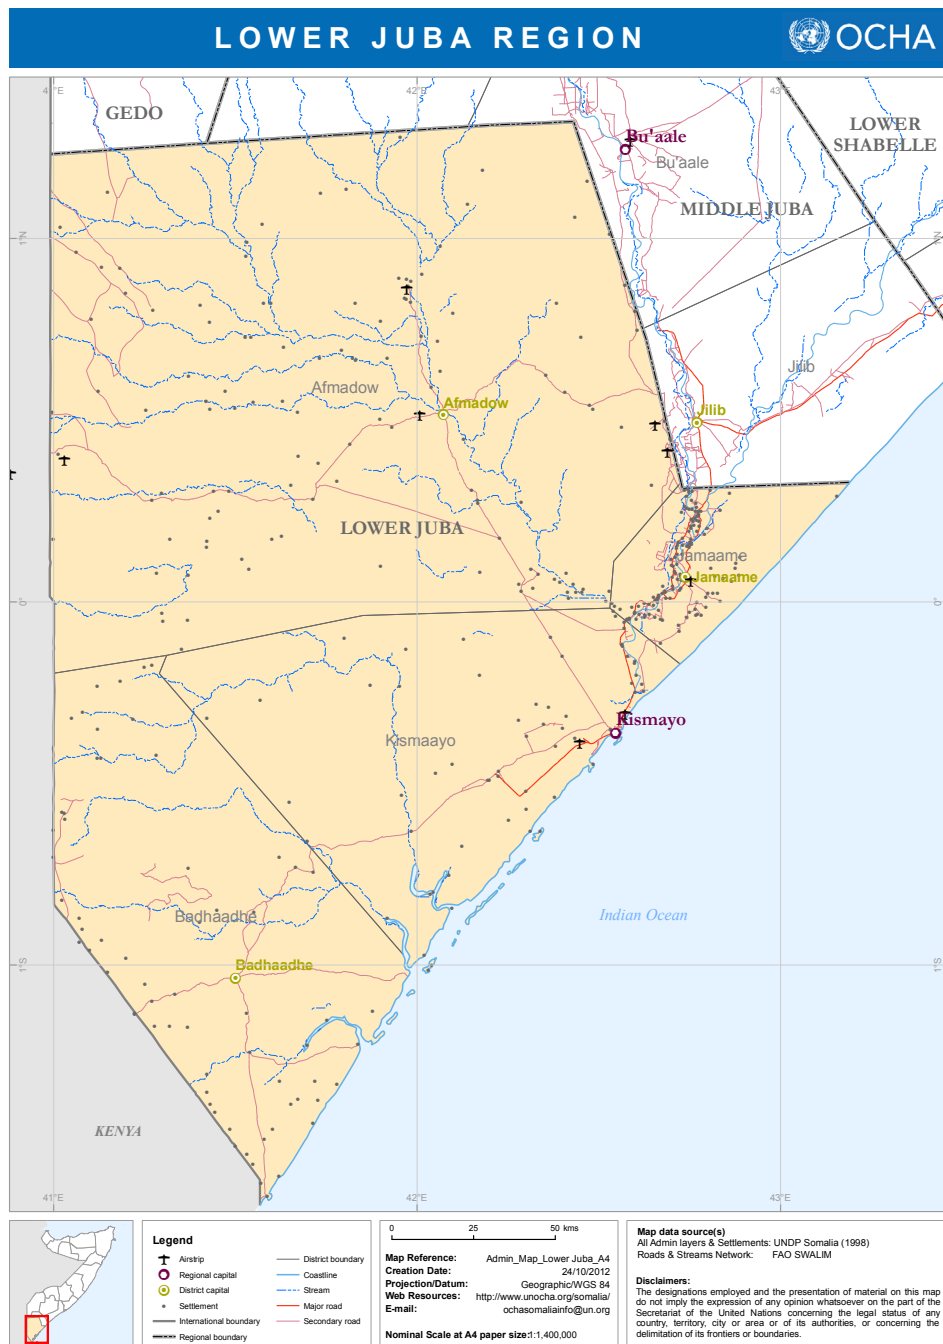 LOWER JUBA REGION
OCHA
41°E
42°E
43°E
GEDO
Bu'aale
Bu'aale
LOWER
SHABELLE
MIDDLE JUBA
1°N
1°N
Jilib
Afmadow
Afmadow
Jilib
LOWER JUBA
Jamaame
Jamaame
0°
0°
Kismayo
Kismaayo
Indian Ocean
Badhaadhe
Badhaadhe
1°S
1°S
KENYA
41°E
42°E
43°E
Legend
Airstrip
Regional capital
District capital
Settlement
International boundary
Regional boundary
District boundary
Coastline
Stream
Major road
Secondary road
0 25 50 kms
Map Reference: Admin_Map_Lower Juba_A4
Creation Date: 24/10/2012
Projection/Datum: Geographic/WGS 84
Web Resources: http://www.unocha.org/somalia/
E-mail: ochasomaliainfo@un.org
Nominal Scale at A4 paper size:1:1,400,000
Map data source(s)
All Admin layers & Settlements: UNDP Somalia (1998)
Roads & Streams Network: FAO SWALIM
Disclaimers:
The designations employed and the presentation of material on this map
do not imply the expression of any opinion whatsoever on the part of the
Secretariat of the United Nations concerning the legal status of any
country, territory, city or area or of its authorities, or concerning the
delimitation of its frontiers or boundaries.